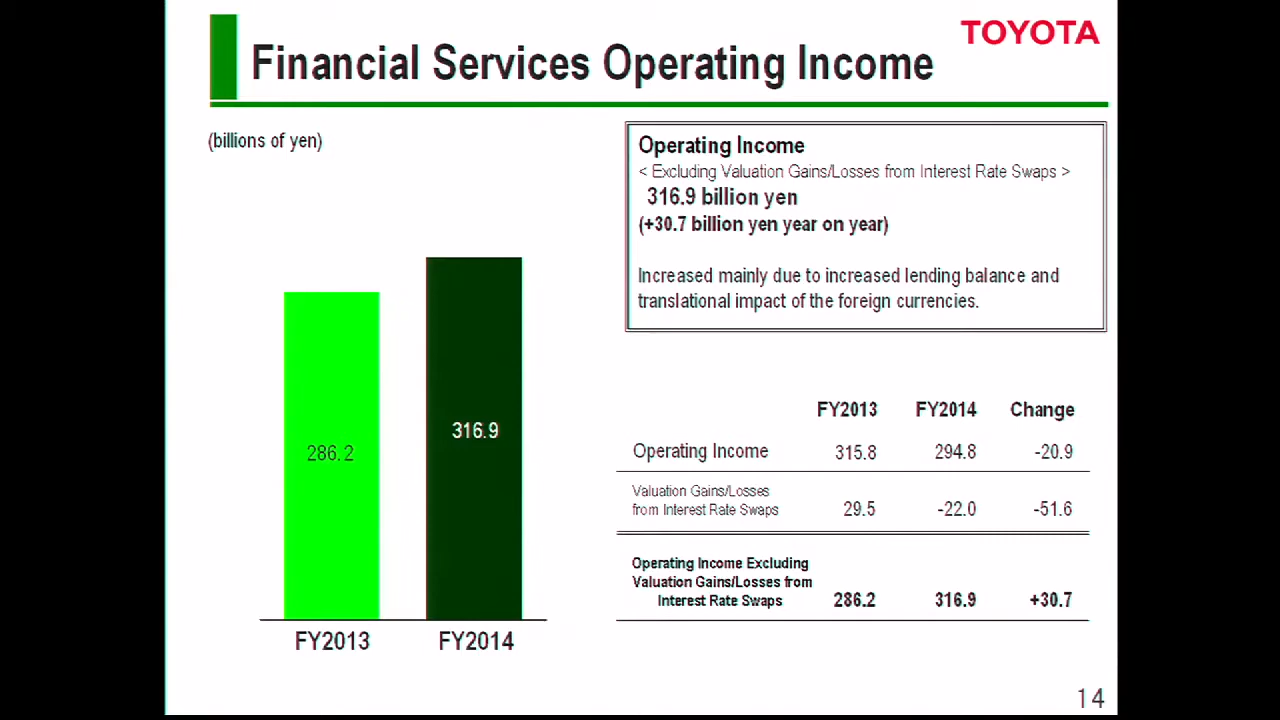 TOYOTA
Financial Services Operating Income
(billions of yen)
286.2
316.9
FY2013
FY2014
Operating Income
< Excluding Valuation Gains/Losses from Interest Rate Swaps >
316.9 billion yen
(+30.7 billion yen year on year)
Increased mainly due to increased lending balance and
translational impact of the foreign currencies.
FY2013 FY2014 Change
Operating Income 315.8 294.8 -20.9
Valuation Gains/Losses
from Interest Rate Swaps 29.5 -22.0 -51.6
Operating Income Excluding
Valuation Gains/Losses from
Interest Rate Swaps 286.2 316.9 +30.7
14